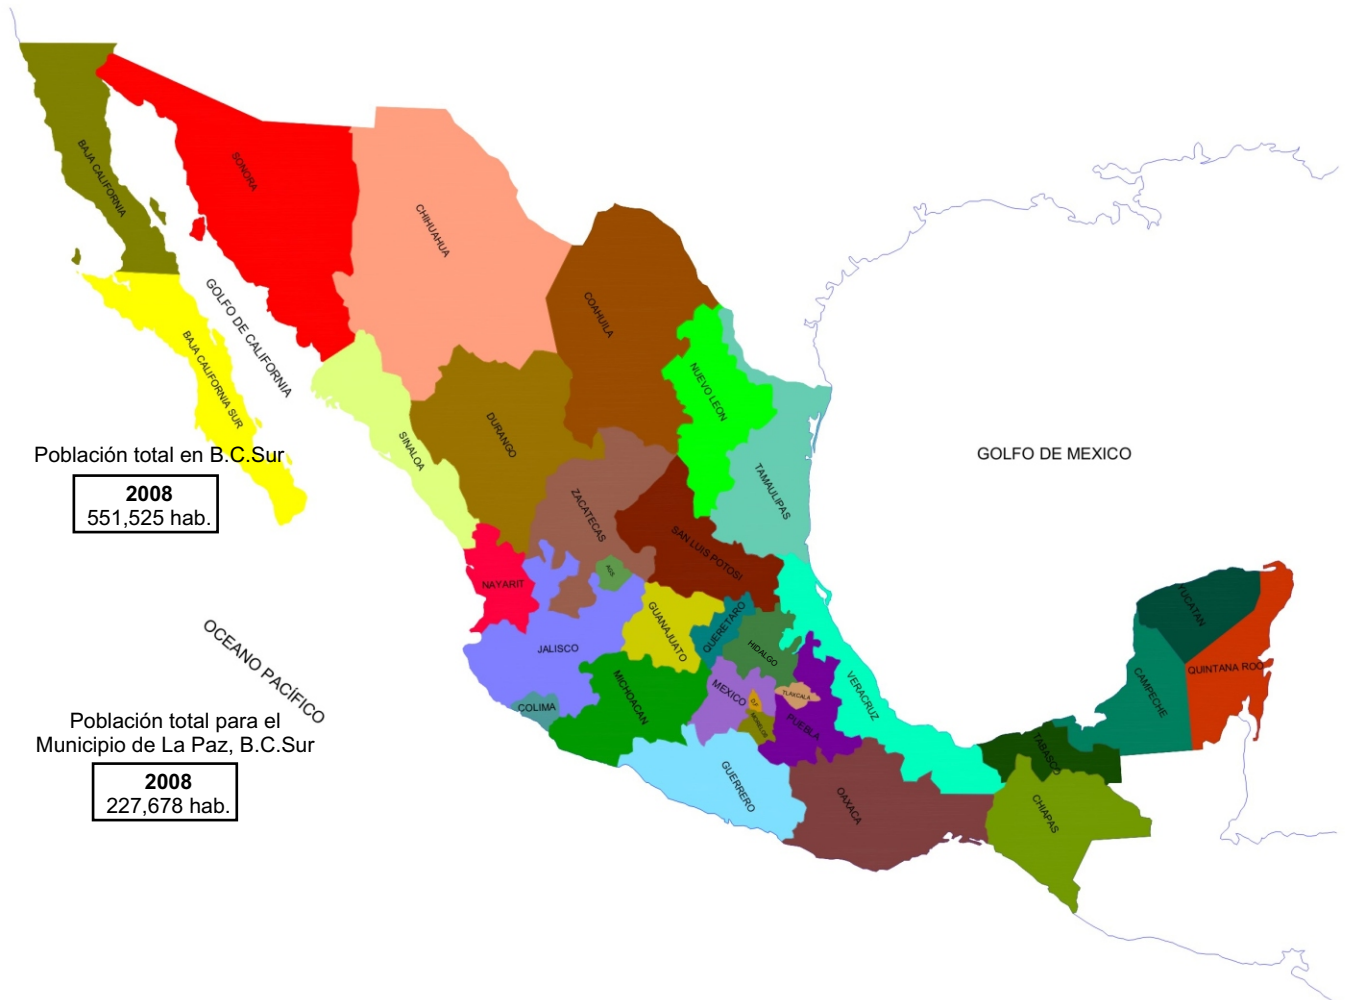 BAJA CALIFORNIA
SONORA
CHIHUAHUA
COAHUILA
GOLFO DE CALIFORNIA
BAJA CALIFORNIA SUR
NUEVO LEON
DURANGO
SINALOA
TAMAULIPAS
GOLFO DE MEXICO
Población total en B.C.Sur
2008
551,525 hab.
ZACATECAS
SAN LUIS POTOSI
AGS.
NAYARIT
YUCATAN
GUANAJUATO
QUERETARO
HIDALGO
JALISCO
QUINTANA ROO
OCEANO PACÍFICO
MICHOACAN
MEXICO
D.F
TLAXCALA
VERACRUZ
CAMPECHE
COLIMA
MORELOS
PUEBLA
Población total para el
Municipio de La Paz, B.C.Sur
2008
227,678 hab.
TABASCO
GUERRERO
OAXACA
CHIAPAS